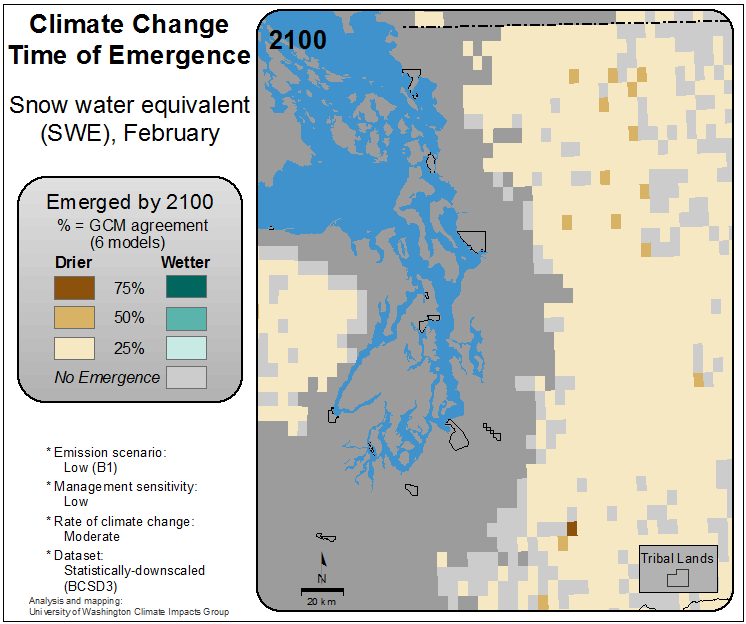 Climate Change
Time of Emergence
Snow water equivalent
(SWE), February
Emerged by 2100
% = GCM agreement
(6 models)
Drier Wetter
75%
50%
25%
No Emergence
* Emission scenario:
Low (B1)
* Management sensitivity:
Low
* Rate of climate change:
Moderate
* Dataset:
Statistically-downscaled
(BCSD3)
Analysis and mapping:
University of Washington Climate Impacts Group
2100
N
20 km
Tribal Lands